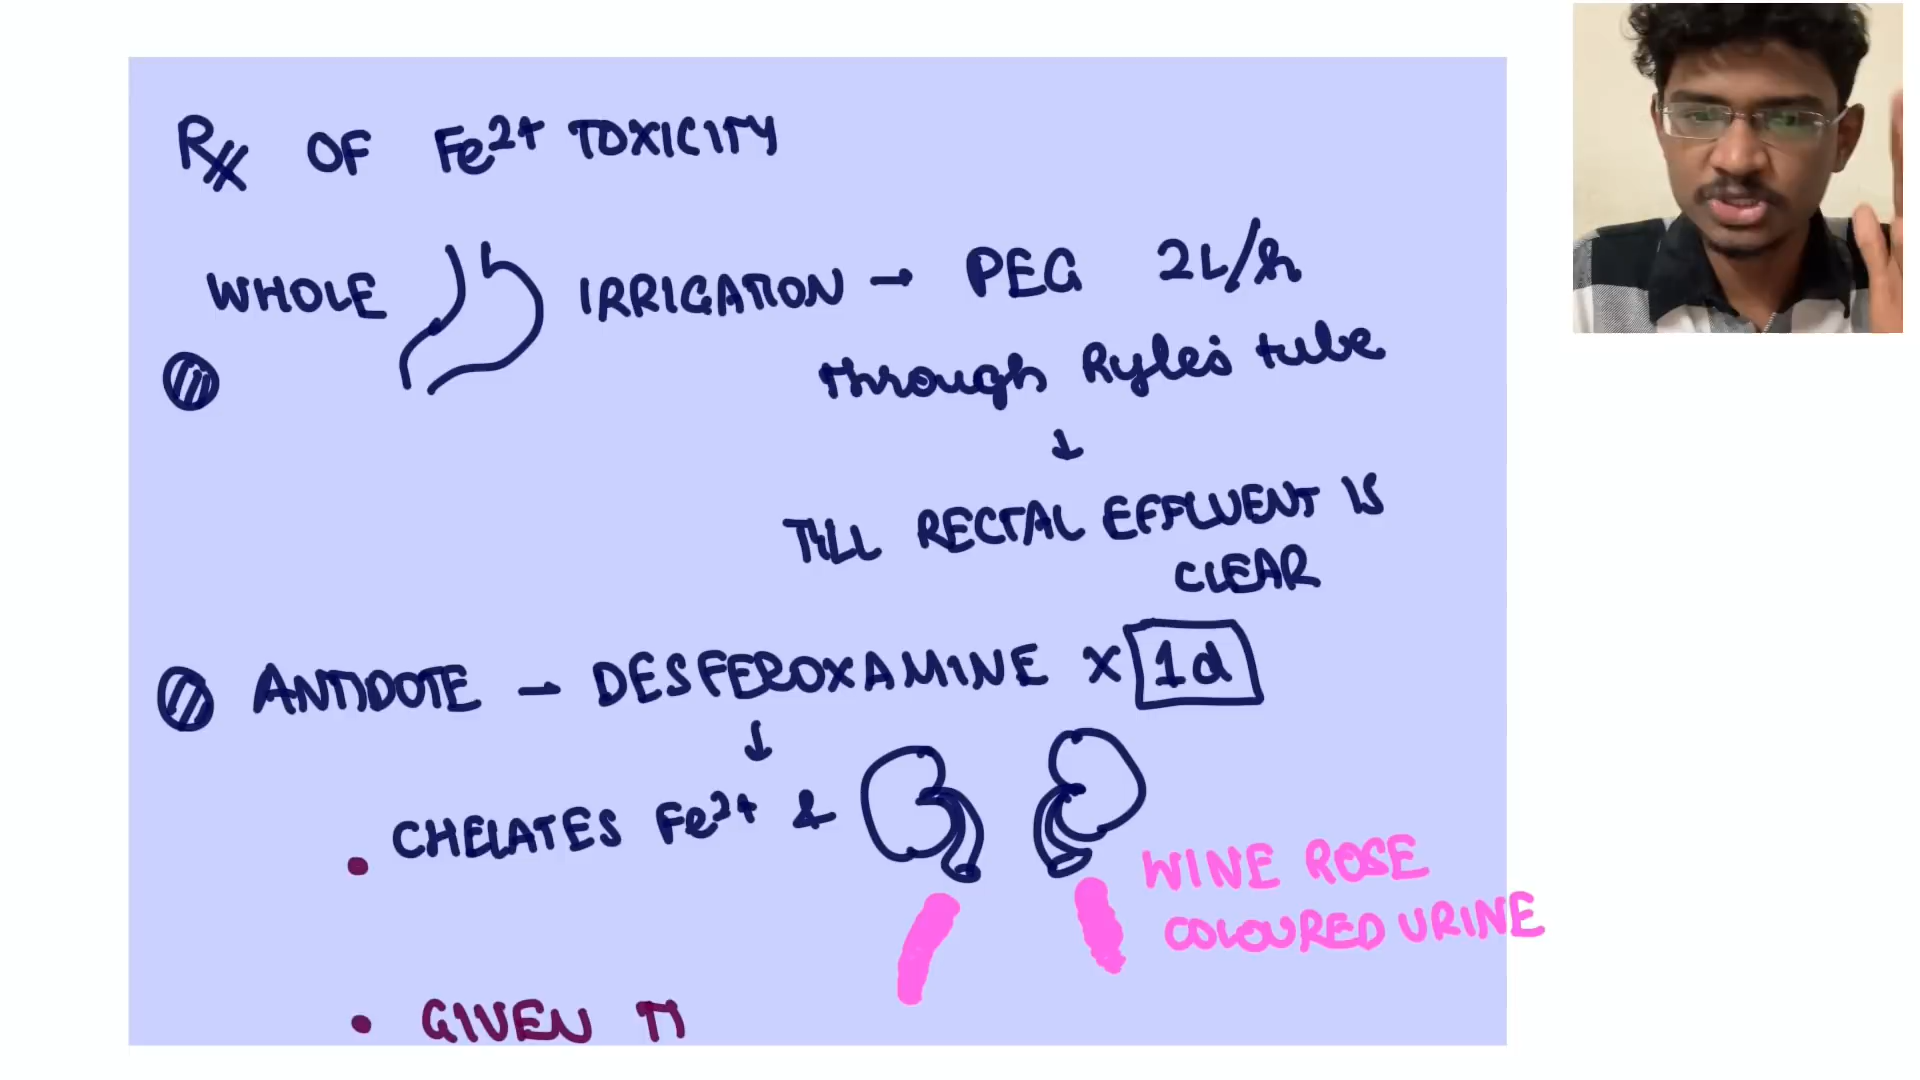 Rx OF Fe2+ TOXICITY
WHOLE IRRIGATION → PEG 2L/h
through Ryle's tube
↓
TILL RECTAL EFFLUENT IS
CLEAR
ANTIDOTE – DESFEROXAMINE × 1d
↓
CHELATES Fe2+ &
WINE ROSE
COLOURED URINE
• GIVEN TI